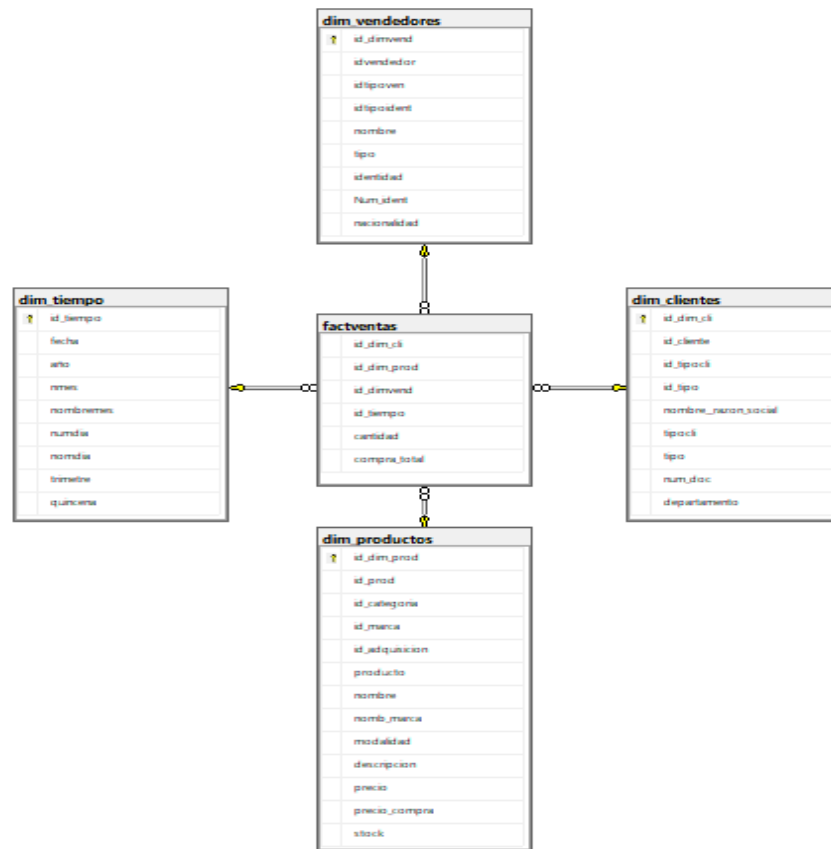 dim_vendedores
id_dimvend
idvendedor
idtipoven
idtipoident
nombre
tipo
identidad
Num_ident
nacionalidad
dim_tiempo
id_tiempo
fecha
año
nmes
nombremes
numdia
nomdia
trimetre
quincena
factventas
id_dim_cli
id_dim_prod
id_dimvend
id_tiempo
cantidad
compra_total
dim_clientes
id_dim_cli
id_cliente
id_tipocli
id_tipo
nombre_razon_social
tipocli
tipo
num_doc
departamento
dim_productos
id_dim_prod
id_prod
id_categoria
id_marca
id_adquisicion
producto
nombre
nomb_marca
modalidad
descripcion
precio
precio_compra
stock